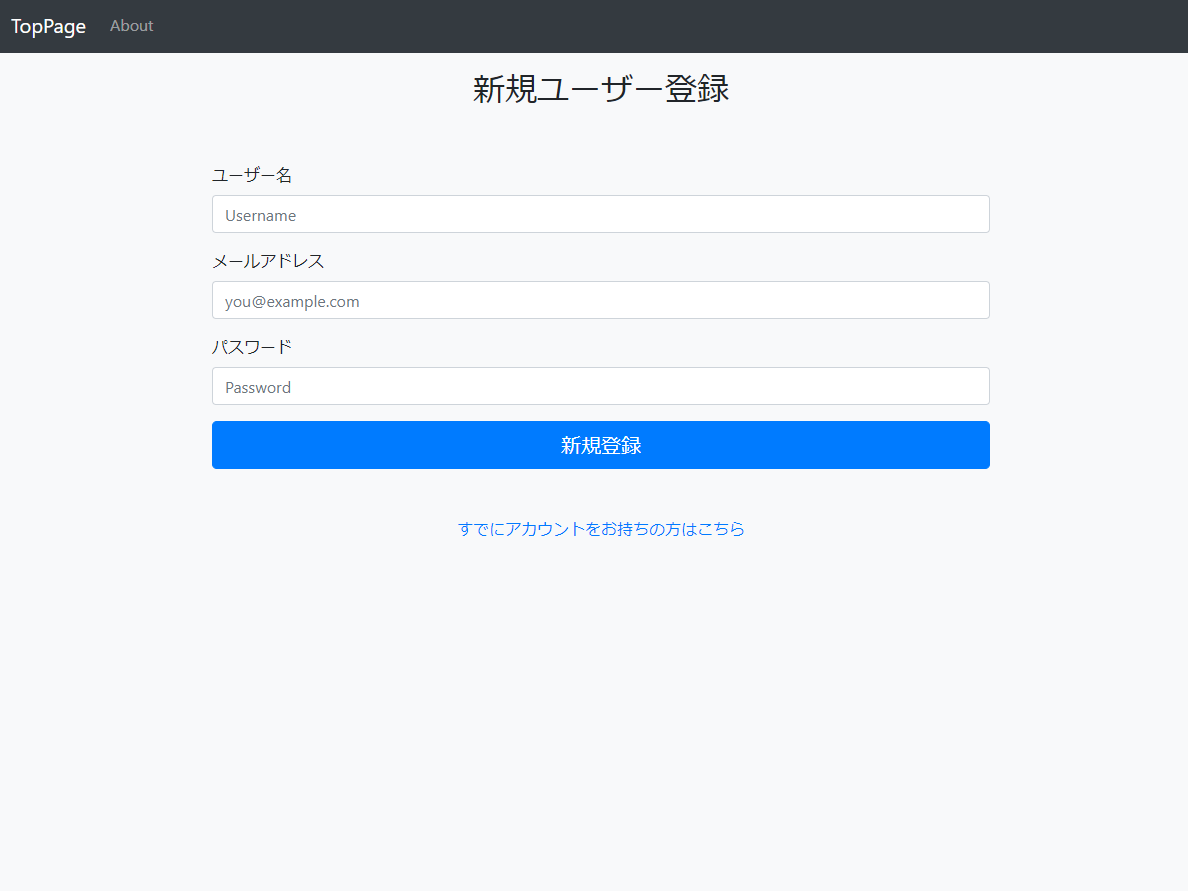 TopPage About
新規ユーザー登録
ユーザー名
Username
メールアドレス
you@example.com
パスワード
Password
新規登録
すでにアカウントをお持ちの方はこちら